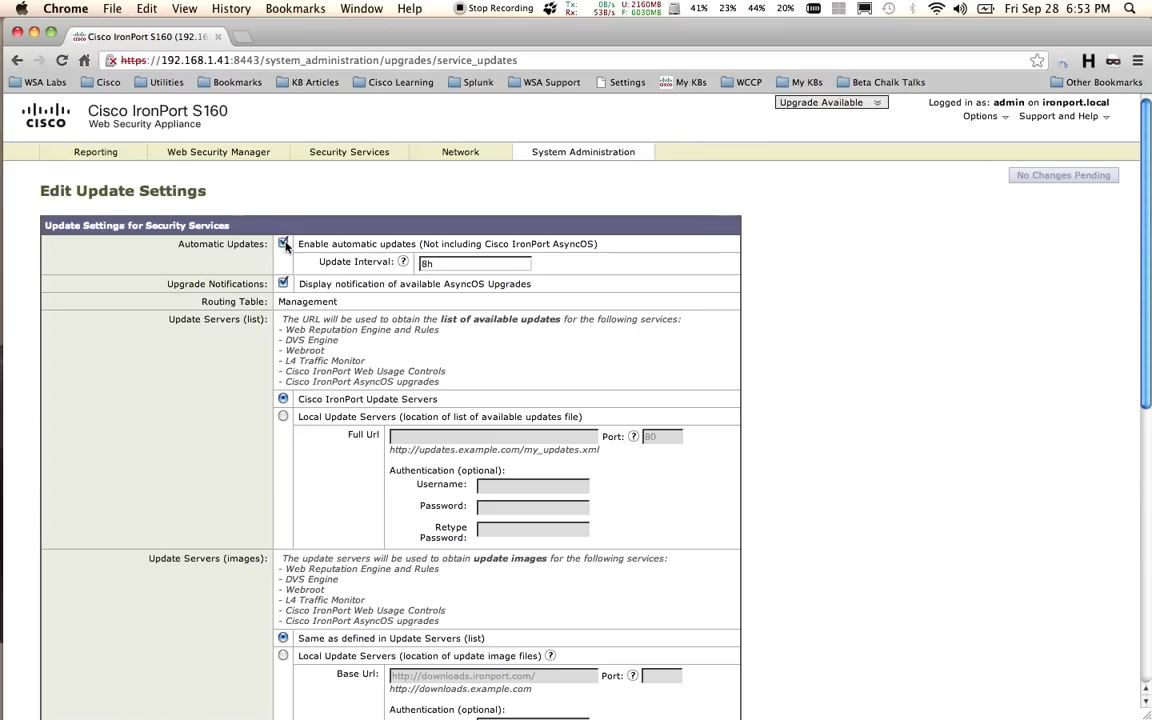 Chrome File Edit View History Bookmarks Window Help Stop Recording Tx: 0B/s Rx: 53B/s U: 2160MB F: 6030MB 41% 23% 44% 20% Fri Sep 28 6:53 PM
Cisco IronPort S160 (192.16
https://192.168.1.41:8443/system_administration/upgrades/service_updates
WSA Labs Cisco Utilities Bookmarks KB Articles Cisco Learning Splunk WSA Support Settings My KBs WCCP My KBs Beta Chalk Talks Other Bookmarks
CISCO
Cisco IronPort S160
Web Security Appliance
Upgrade Available
Logged in as: admin on ironport.local
Options Support and Help
Reporting Web Security Manager Security Services Network System Administration
No Changes Pending
Edit Update Settings
Update Settings for Security Services
Automatic Updates: Enable automatic updates (Not including Cisco IronPort AsyncOS)
Update Interval: ? 8h
Upgrade Notifications: Display notification of available AsyncOS Upgrades
Routing Table: Management
Update Servers (list): The URL will be used to obtain the list of available updates for the following services:
- Web Reputation Engine and Rules
- DVS Engine
- Webroot
- L4 Traffic Monitor
- Cisco IronPort Web Usage Controls
- Cisco IronPort AsyncOS upgrades
Cisco IronPort Update Servers
Local Update Servers (location of list of available updates file)
Full Url Port: ? 80
http://updates.example.com/my_updates.xml
Authentication (optional):
Username:
Password:
Retype
Password:
Update Servers (images): The update servers will be used to obtain update images for the following services:
- Web Reputation Engine and Rules
- DVS Engine
- Webroot
- L4 Traffic Monitor
- Cisco IronPort Web Usage Controls
- Cisco IronPort AsyncOS upgrades
Same as defined in Update Servers (list)
Local Update Servers (location of update image files) ?
Base Url: http://downloads.ironport.com/ Port: ?
http://downloads.example.com
Authentication (optional):